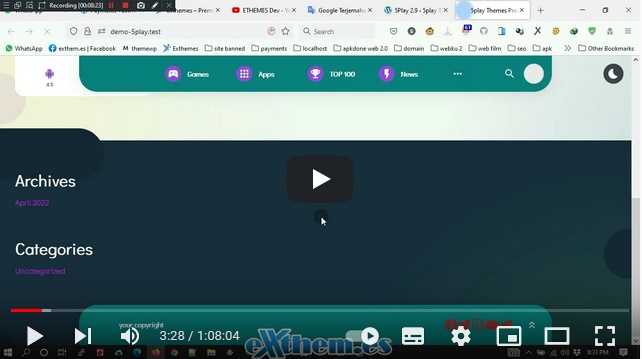 Recording [00:08:23]
Exthemes – Prem
ETHEMES Dev - Y
Google Terjemah
5Play 2.9 ‹ 5play T
5play Themes Pre
demo-5play.test
Search
WhatsApp
exthem.es | Facebook
themewp
Exthemes
site banned
payments
localhost
apkdone web 2.0
domain
webku 2
web film
seo
apk
Other Bookmarks
4.5
Games
Apps
TOP 100
News
Archives
April 2022
Categories
Uncategorized
your copyright
eXthem.es
3:28 / 1:08:04
8:33 PM